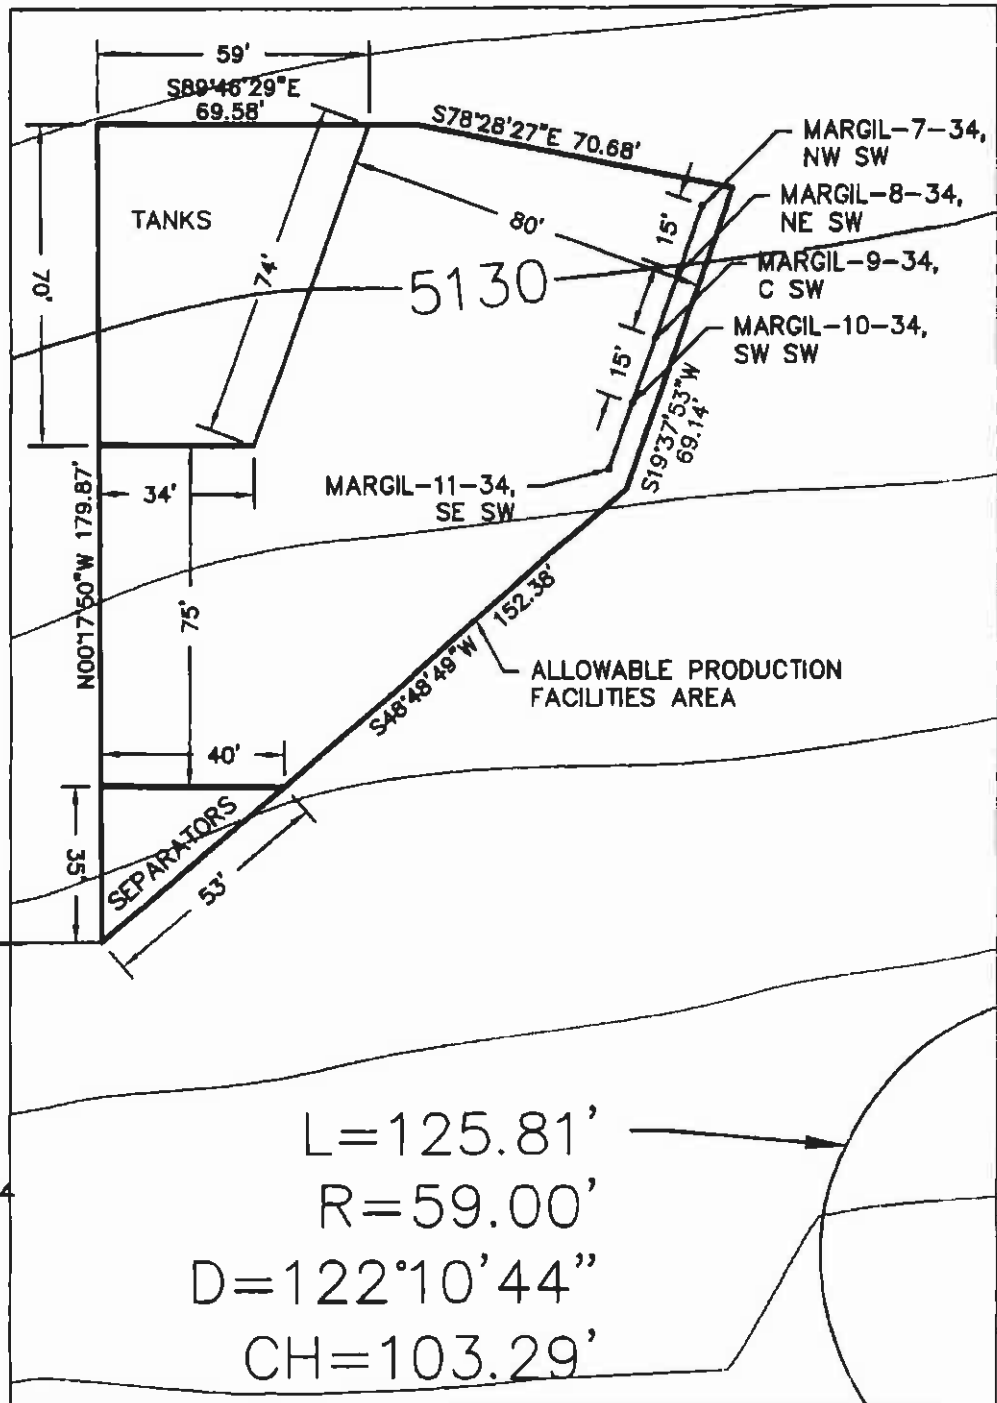 59'
S89°46'29"E
69.58'
S78°28'27"E 70.68'
MARGIL-7-34,
NW SW
MARGIL-8-34,
NE SW
MARGIL-9-34,
C SW
MARGIL-10-34,
SW SW
TANKS
80'
15'
70'
74'
5130
15'
S19°37'53"W
69.14'
34'
MARGIL-11-34,
SE SW
N00°17'50"W 179.87'
75'
S48°48'49"W 152.38'
ALLOWABLE PRODUCTION
FACILITIES AREA
40'
SEPARATORS
35'
53'
L=125.81'
R=59.00'
D=122°10'44"
CH=103.29'
4